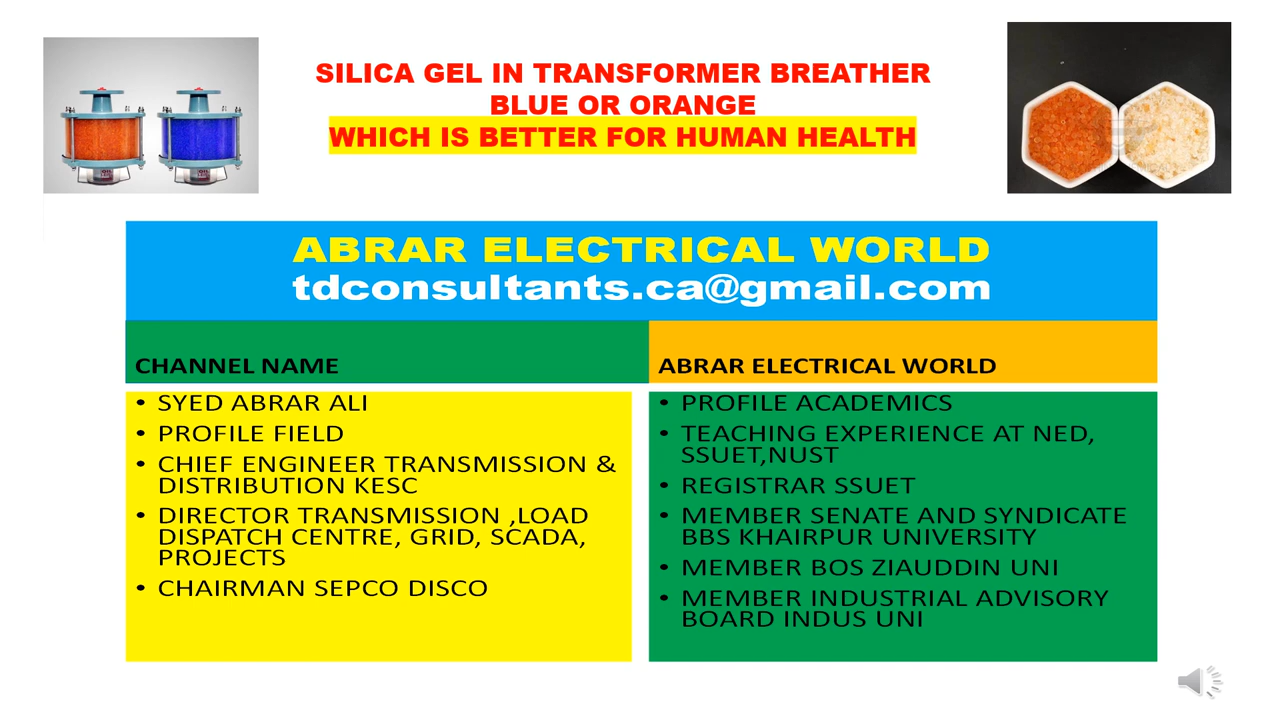 SILICA GEL IN TRANSFORMER BREATHER
BLUE OR ORANGE
WHICH IS BETTER FOR HUMAN HEALTH
ABRAR ELECTRICAL WORLD
tdconsultants.ca@gmail.com
CHANNEL NAME
ABRAR ELECTRICAL WORLD
• SYED ABRAR ALI
• PROFILE FIELD
• CHIEF ENGINEER TRANSMISSION &
DISTRIBUTION KESC
• DIRECTOR TRANSMISSION ,LOAD
DISPATCH CENTRE, GRID, SCADA,
PROJECTS
• CHAIRMAN SEPCO DISCO
• PROFILE ACADEMICS
• TEACHING EXPERIENCE AT NED,
SSUET,NUST
• REGISTRAR SSUET
• MEMBER SENATE AND SYNDICATE
BBS KHAIRPUR UNIVERSITY
• MEMBER BOS ZIAUDDIN UNI
• MEMBER INDUSTRIAL ADVISORY
BOARD INDUS UNI